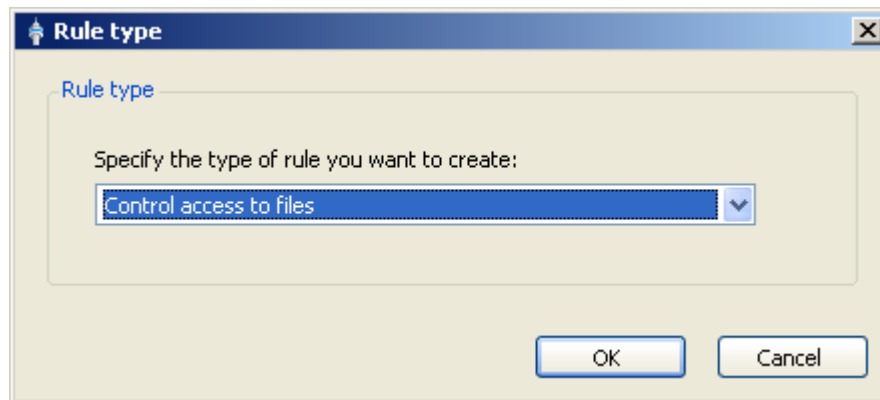 Rule type
Rule type
Specify the type of rule you want to create:
Control access to files
OK
Cancel